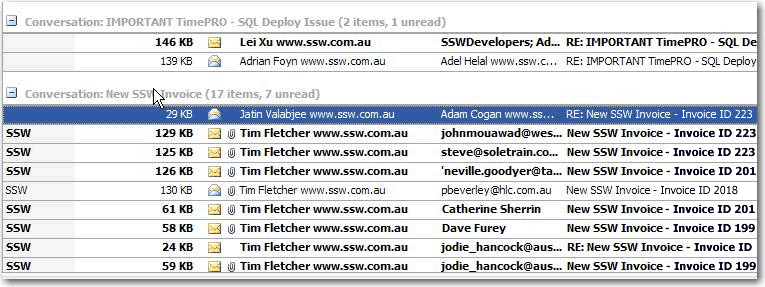 Conversation: IMPORTANT TimePRO - SQL Deploy Issue (2 items, 1 unread)
146 KB Lei Xu www.ssw.com.au SSWDevelopers; Ad... RE: IMPORTANT TimePRO - SQL Deploy
139 KB Adrian Foyn www.ssw.com.au Adel Helal www.ssw.c... RE: IMPORTANT TimePRO - SQL Deploy
Conversation: New SSW Invoice (17 items, 7 unread)
29 KB Jatin Valabjee www.ssw.com.au Adam Cogan www.ss... RE: New SSW Invoice - Invoice ID 223
SSW 129 KB Tim Fletcher www.ssw.com.au johnmouawad@wes... New SSW Invoice - Invoice ID 223
SSW 125 KB Tim Fletcher www.ssw.com.au steve@soletrain.co... New SSW Invoice - Invoice ID 223
SSW 126 KB Tim Fletcher www.ssw.com.au 'neville.goodyer@ta... New SSW Invoice - Invoice ID 201
SSW 130 KB Tim Fletcher www.ssw.com.au pbeverley@hlc.com.au New SSW Invoice - Invoice ID 2018
SSW 61 KB Tim Fletcher www.ssw.com.au Catherine Sherrin New SSW Invoice - Invoice ID 201
SSW 58 KB Tim Fletcher www.ssw.com.au Dave Furey New SSW Invoice - Invoice ID 199
SSW 24 KB Tim Fletcher www.ssw.com.au jodie_hancock@aus... RE: New SSW Invoice - Invoice ID
SSW 59 KB Tim Fletcher www.ssw.com.au jodie_hancock@aus... New SSW Invoice - Invoice ID 199